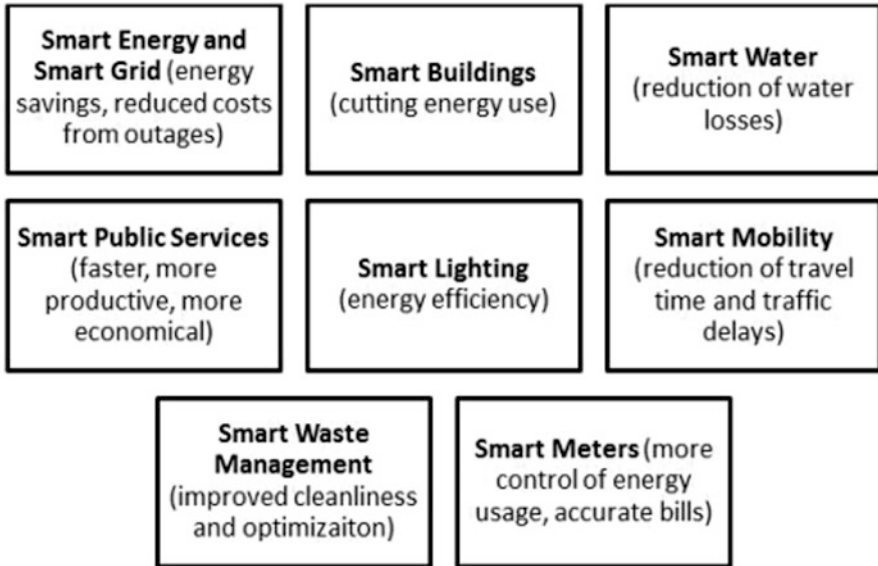 Smart Energy and
Smart Grid (energy
savings, reduced costs
from outages)
Smart Buildings
(cutting energy use)
Smart Water
(reduction of water
losses)
Smart Public Services
(faster, more
productive, more
economical)
Smart Lighting
(energy efficiency)
Smart Mobility
(reduction of travel
time and traffic
delays)
Smart Waste
Management
(improved cleanliness
and optimizaiton)
Smart Meters (more
control of energy
usage, accurate bills)